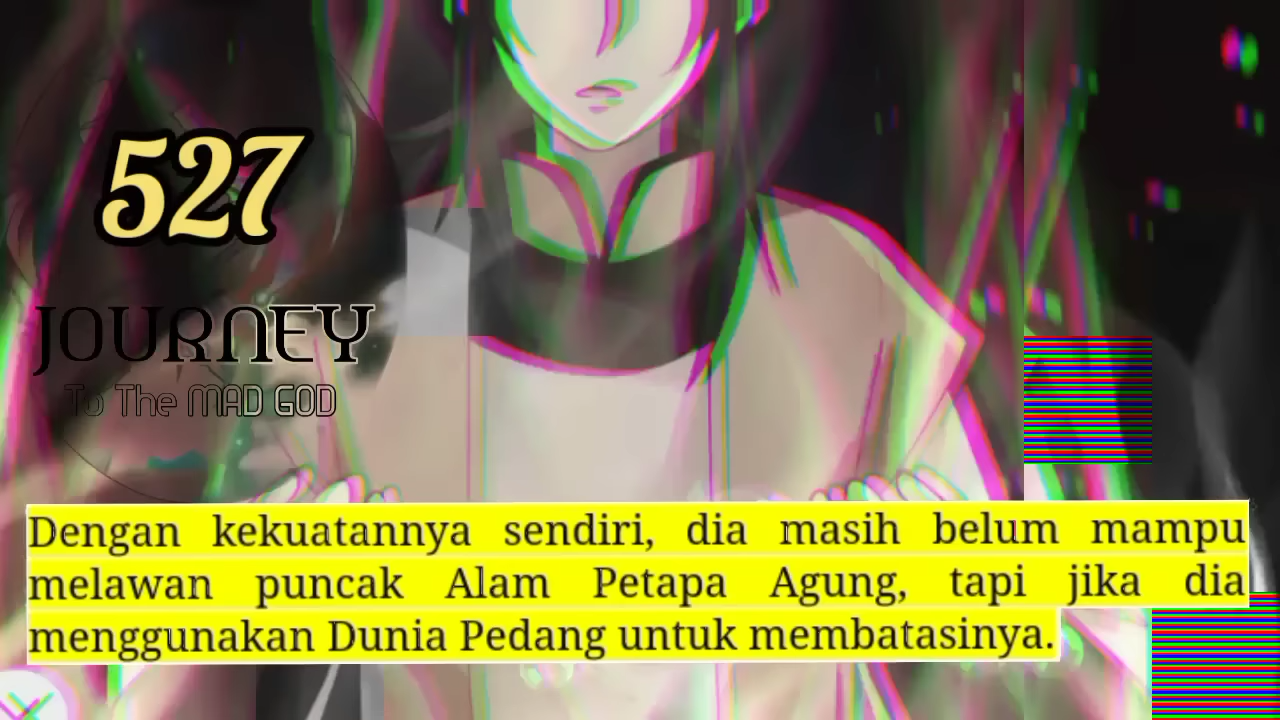 527
JOURNEY
To The MAD GOD
Dengan kekuatannya sendiri, dia masih belum mampu
melawan puncak Alam Petapa Agung, tapi jika dia
menggunakan Dunia Pedang untuk membatasinya.